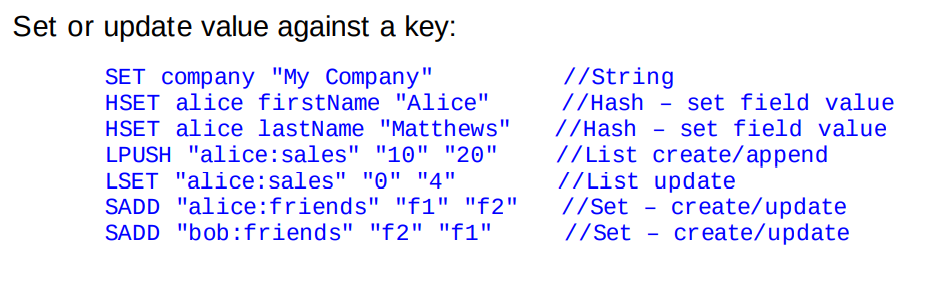 Set or update value against a key:
SET company "My Company" //String
HSET alice firstName "Alice" //Hash – set field value
HSET alice lastName "Matthews" //Hash – set field value
LPUSH "alice:sales" "10" "20" //List create/append
LSET "alice:sales" "0" "4" //List update
SADD "alice:friends" "f1" "f2" //Set – create/update
SADD "bob:friends" "f2" "f1" //Set – create/update